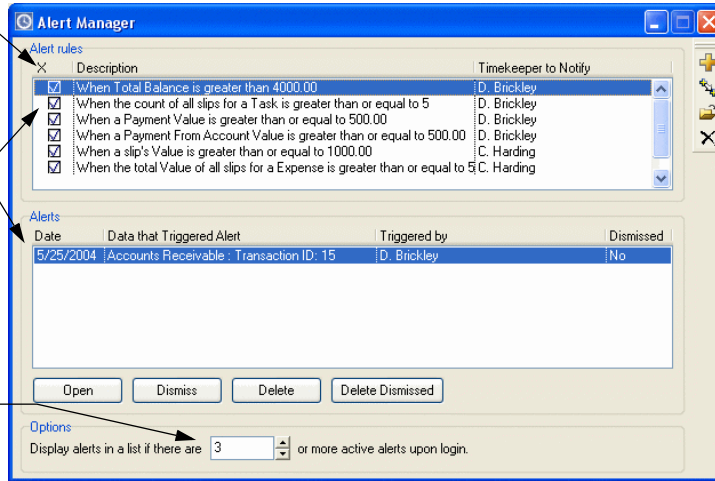 Alert Manager
Alert rules
X Description Timekeeper to Notify
When Total Balance is greater than 4000.00 D. Brickley
When the count of all slips for a Task is greater than or equal to 5 D. Brickley
When a Payment Value is greater than or equal to 500.00 D. Brickley
When a Payment From Account Value is greater than or equal to 500.00 D. Brickley
When a slip's Value is greater than or equal to 1000.00 C. Harding
When the total Value of all slips for a Expense is greater than or equal to 5 C. Harding
Alerts
Date Data that Triggered Alert Triggered by Dismissed
5/25/2004 Accounts Receivable : Transaction ID: 15 D. Brickley No
Open Dismiss Delete Delete Dismissed
Options
Display alerts in a list if there are 3 or more active alerts upon login.